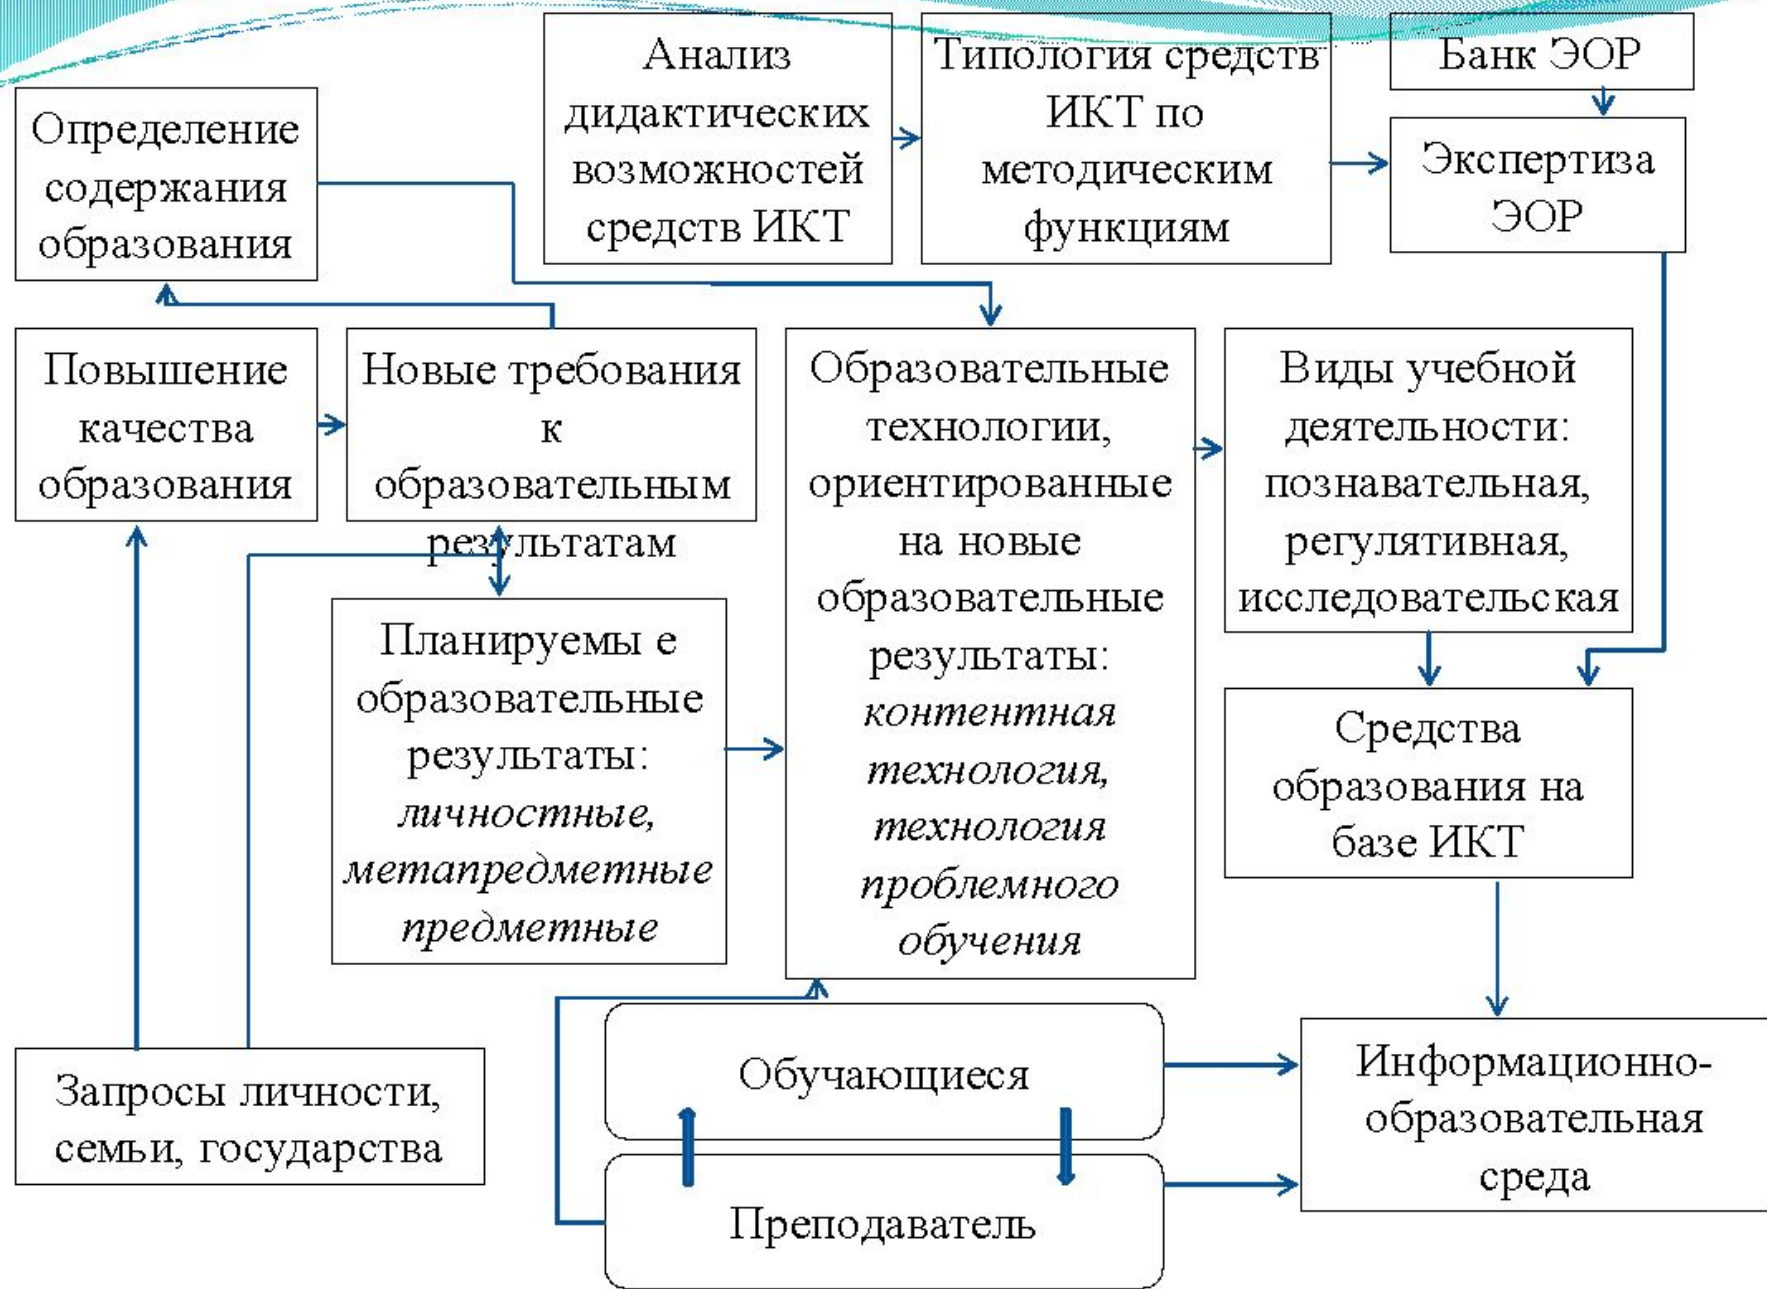 Анализ
дидактических
возможностей
средств ИКТ
Типология средств
ИКТ по
методическим
функциям
Банк ЭОР
Экспертиза
ЭОР
Определение
содержания
образования
Повышение
качества
образования
Новые требования
к
образовательным
результатам
Образовательные
технологии,
ориентированные
на новые
образовательные
результаты:
контентная
технология,
технология
проблемного
обучения
Виды учебной
деятельности:
познавательная,
регулятивная,
исследовательская
Планируемы е
образовательные
результаты:
личностные,
метапредметные
предметные
Средства
образования на
базе ИКТ
Запросы личности,
семьи, государства
Обучающиеся
Преподаватель
Информационно-
образовательная
среда